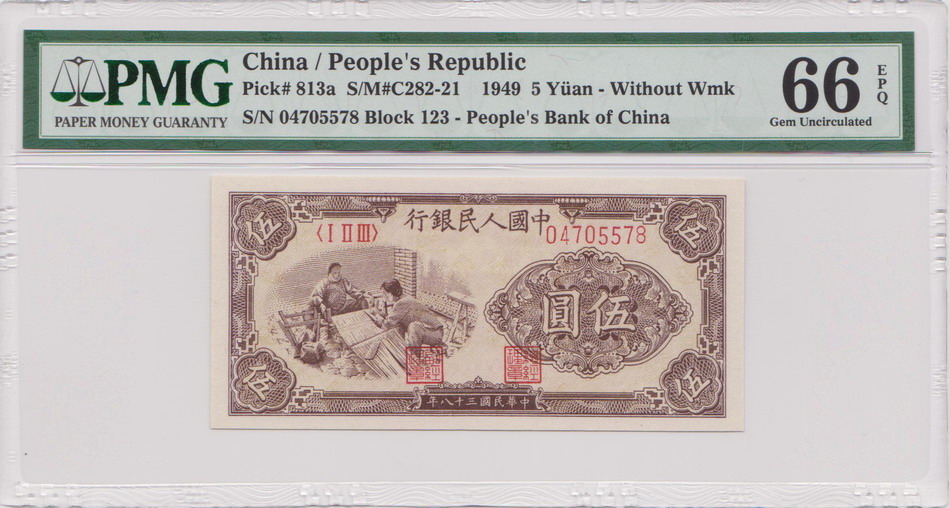 PMG
PAPER MONEY GUARANTY
China / People's Republic
Pick# 813a S/M#C282-21 1949 5 Yüan - Without Wmk
S/N 04705578 Block 123 - People's Bank of China
66
EPQ
Gem Uncirculated
行銀民人國中
〈I II III〉
04705578
伍
伍
圓伍
伍
伍
年八十三國民華中